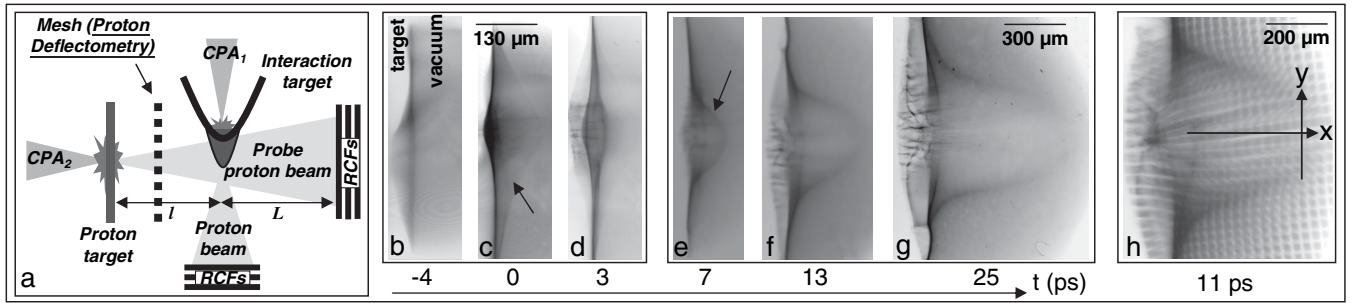 Mesh (Proton
Deflectometry)
CPA1
Interaction
target
CPA2
Probe
proton beam
RCFs
l
L
Proton
target
Proton
beam
RCFs
a
target
vacuum
b
130 µm
c
d
e
f
300 µm
g
200 µm
y
x
h
-4
0
3
7
13
25
t (ps)
11 ps